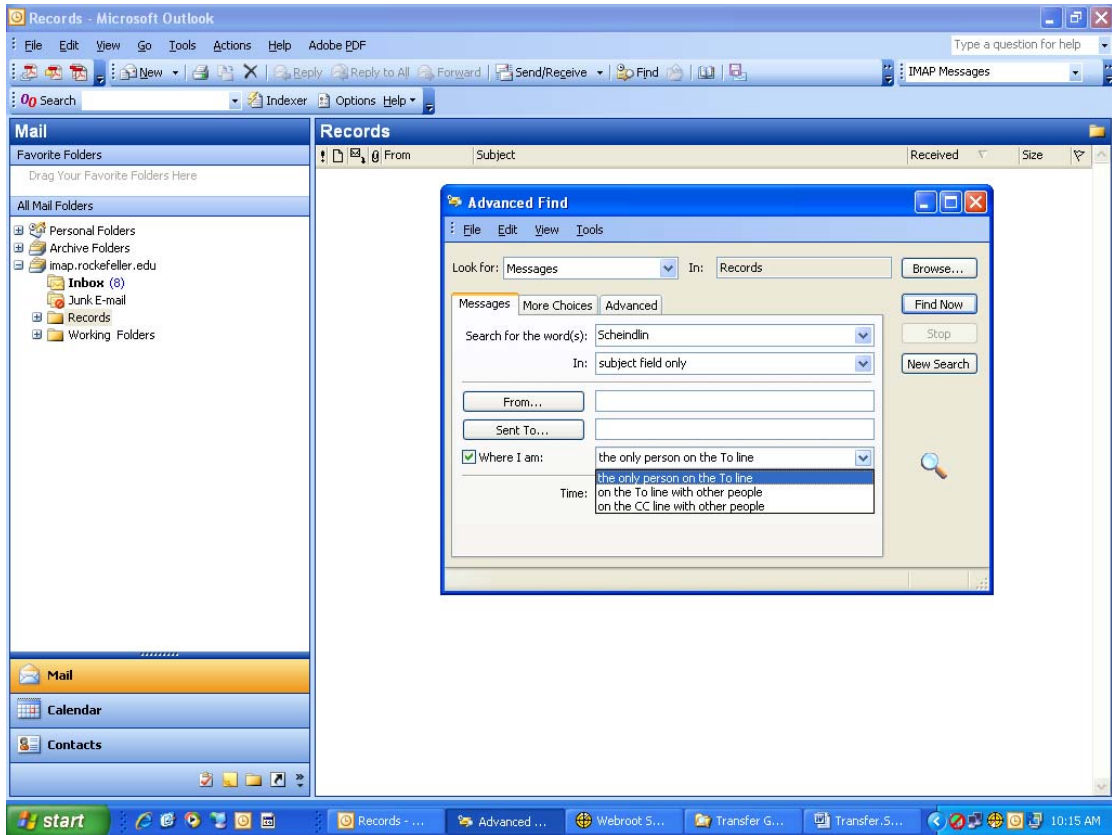 Records - Microsoft Outlook
File Edit View Go Tools Actions Help Adobe PDF Type a question for help
New Reply Reply to All Forward Send/Receive Find IMAP Messages
Search Indexer Options Help
Mail
Records
Favorite Folders
From Subject Received Size
Drag Your Favorite Folders Here
All Mail Folders
Personal Folders
Archive Folders
imap.rockefeller.edu
Inbox (8)
Junk E-mail
Records
Working Folders
Advanced Find
File Edit View Tools
Look for: Messages In: Records Browse...
Messages More Choices Advanced Find Now
Search for the word(s): Scheindlin Stop
In: subject field only New Search
From...
Sent To...
Where I am: the only person on the To line
the only person on the To line
Time: on the To line with other people
on the CC line with other people
Mail
Calendar
Contacts
start Records - ... Advanced ... Webroot S... Transfer G... Transfer.S... 10:15 AM